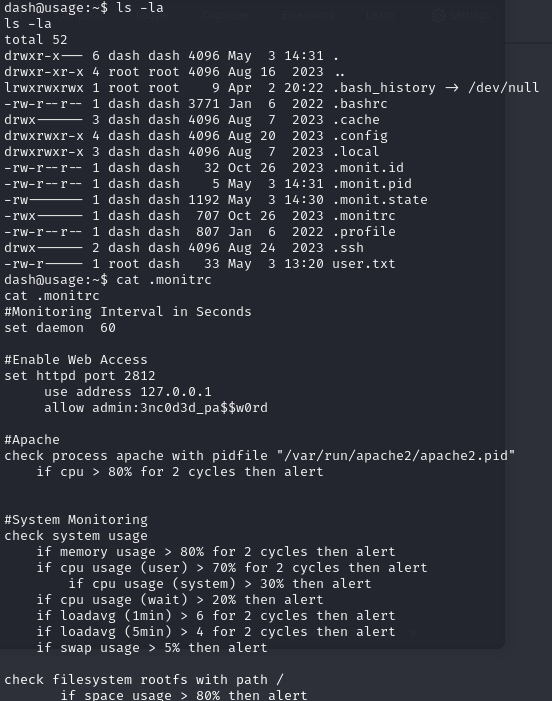 dash@usage:~$ ls -la
ls -la
total 52
drwxr-x--- 6 dash dash 4096 May  3 14:31 .
drwxr-xr-x 4 root root 4096 Aug 16  2023 ..
lrwxrwxrwx 1 root root    9 Apr  2 20:22 .bash_history -> /dev/null
-rw-r--r-- 1 dash dash 3771 Jan  6  2022 .bashrc
drwx------ 3 dash dash 4096 Aug  7  2023 .cache
drwxrwxr-x 4 dash dash 4096 Aug 20  2023 .config
drwxrwxr-x 3 dash dash 4096 Aug  7  2023 .local
-rw-r--r-- 1 dash dash   32 Oct 26  2023 .monit.id
-rw-r--r-- 1 dash dash    5 May  3 14:31 .monit.pid
-rw------- 1 dash dash 1192 May  3 14:30 .monit.state
-rwx------ 1 dash dash  707 Oct 26  2023 .monitrc
-rw-r--r-- 1 dash dash  807 Jan  6  2022 .profile
drwx------ 2 dash dash 4096 Aug 24  2023 .ssh
-rw-r----- 1 root dash   33 May  3 13:20 user.txt
dash@usage:~$ cat .monitrc
cat .monitrc
#Monitoring Interval in Seconds
set daemon  60

#Enable Web Access
set httpd port 2812
     use address 127.0.0.1
     allow admin:3nc0d3d_pa$$w0rd

#Apache
check process apache with pidfile "/var/run/apache2/apache2.pid"
    if cpu > 80% for 2 cycles then alert


#System Monitoring
check system usage
    if memory usage > 80% for 2 cycles then alert
    if cpu usage (user) > 70% for 2 cycles then alert
        if cpu usage (system) > 30% then alert
    if cpu usage (wait) > 20% then alert
    if loadavg (1min) > 6 for 2 cycles then alert
    if loadavg (5min) > 4 for 2 cycles then alert
    if swap usage > 5% then alert

check filesystem rootfs with path /
       if space usage > 80% then alert